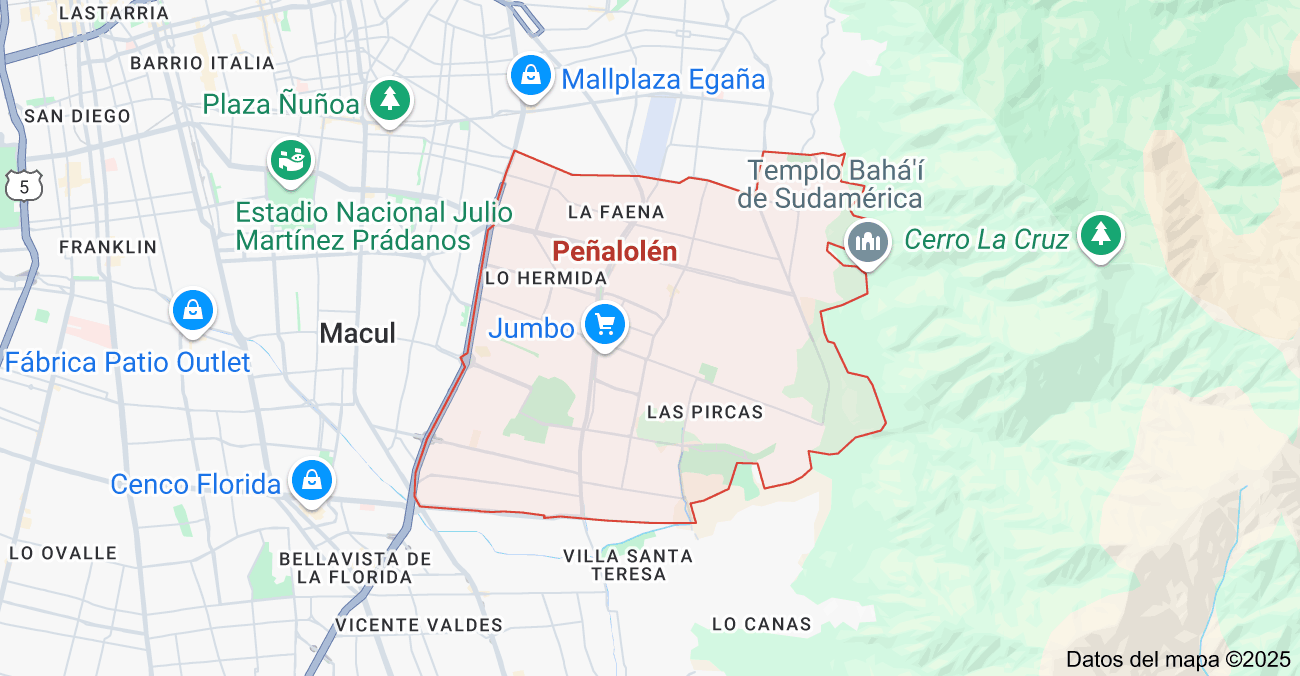 LASTARRIA
BARRIO ITALIA
Mallplaza Egaña
Plaza Ñuñoa
SAN DIEGO
5
Templo Bahá'í
de Sudamérica
Estadio Nacional Julio
Martínez Prádanos
LA FAENA
FRANKLIN
Peñalolén
Cerro La Cruz
LO HERMIDA
Macul
Jumbo
Fábrica Patio Outlet
LAS PIRCAS
Cenco Florida
LO OVALLE
BELLAVISTA DE
LA FLORIDA
VILLA SANTA
TERESA
VICENTE VALDES
LO CANAS
Datos del mapa ©2025